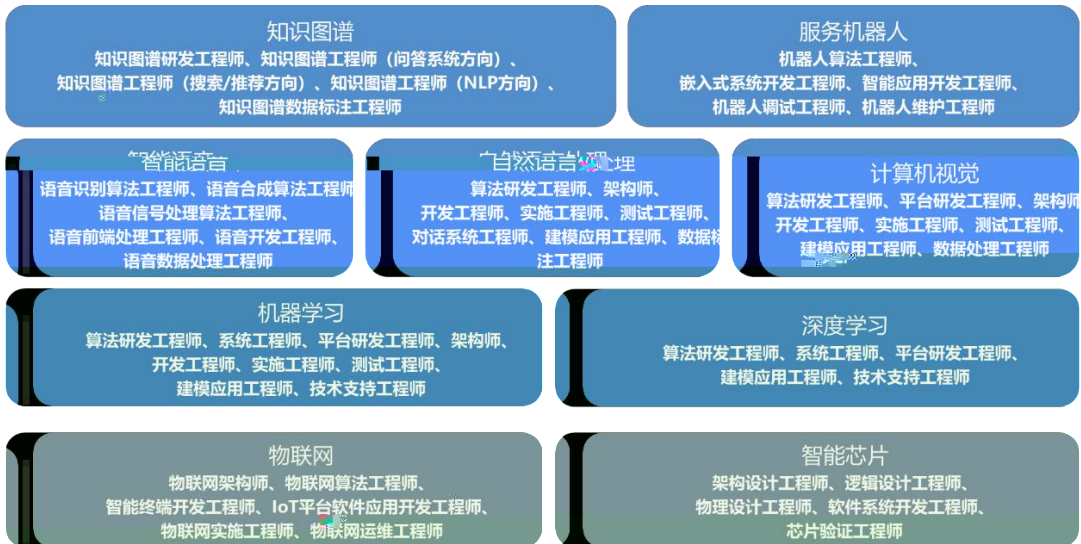 知识图谱
知识图谱研发工程师、知识图谱工程师（问答系统方向）、
知识图谱工程师（搜索/推荐方向）、知识图谱工程师（NLP方向）、
知识图谱数据标注工程师
服务机器人
机器人算法工程师、
嵌入式系统开发工程师、智能应用开发工程师、
机器人调试工程师、机器人维护工程师
智能语音
语音识别算法工程师、语音合成算法工程师
语音信号处理算法工程师、
语音前端处理工程师、语音开发工程师、
语音数据处理工程师
自然语言处理
算法研发工程师、架构师、
开发工程师、实施工程师、测试工程师、
对话系统工程师、建模应用工程师、数据标
注工程师
计算机视觉
算法研发工程师、平台研发工程师、架构师
开发工程师、实施工程师、测试工程师、
建模应用工程师、数据处理工程师
机器学习
算法研发工程师、系统工程师、平台研发工程师、架构师、
开发工程师、实施工程师、测试工程师、
建模应用工程师、技术支持工程师
深度学习
算法研发工程师、系统工程师、平台研发工程师、
建模应用工程师、技术支持工程师
物联网
物联网架构师、物联网算法工程师、
智能终端开发工程师、IoT平台软件应用开发工程师、
物联网实施工程师、物联网运维工程师
智能芯片
架构设计工程师、逻辑设计工程师、
物理设计工程师、软件系统开发工程师、
芯片验证工程师